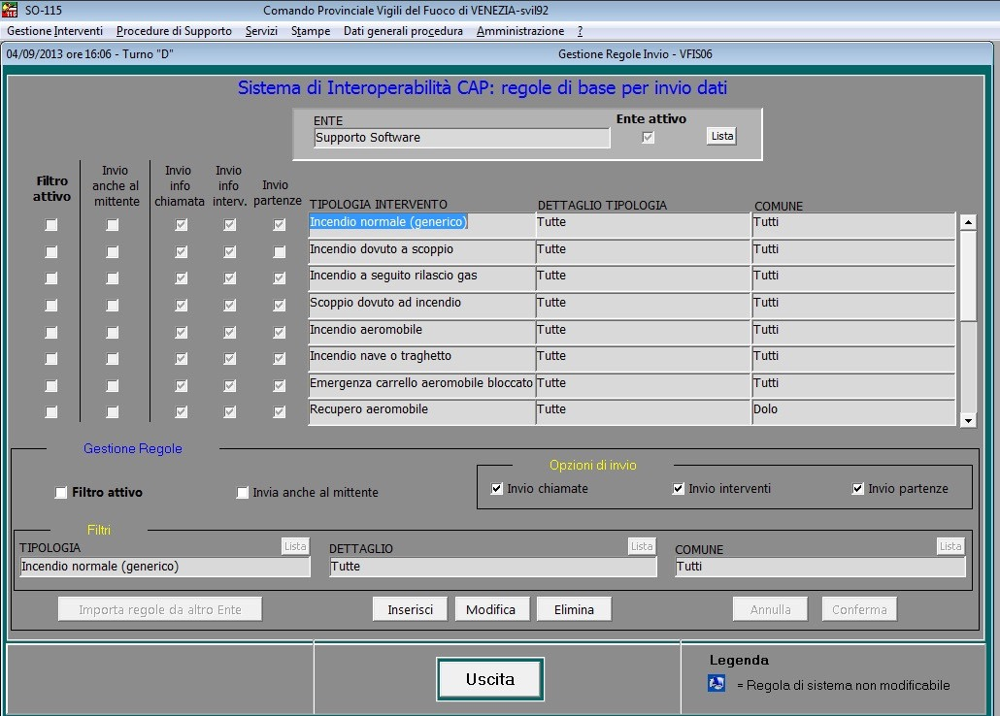 SO-115 Comando Provinciale Vigili del Fuoco di VENEZIA-svil92
Gestione Interventi Procedure di Supporto Servizi Stampe Dati generali procedura Amministrazione ?
04/09/2013 ore 16:06 - Turno "D" Gestione Regole Invio - VFIS06
Sistema di Interoperabilità CAP: regole di base per invio dati
ENTE Ente attivo
Supporto Software Lista
Filtro attivo
Invio anche al mittente
Invio info chiamata
Invio info interv.
Invio partenze
TIPOLOGIA INTERVENTO DETTAGLIO TIPOLOGIA COMUNE
Incendio normale (generico) Tutte Tutti
Incendio dovuto a scoppio Tutte Tutti
Incendio a seguito rilascio gas Tutte Tutti
Scoppio dovuto ad incendio Tutte Tutti
Incendio aeromobile Tutte Tutti
Incendio nave o traghetto Tutte Tutti
Emergenza carrello aeromobile bloccato Tutte Tutti
Recupero aeromobile Tutte Dolo
Gestione Regole
Opzioni di invio
Filtro attivo Invia anche al mittente Invio chiamate Invio interventi Invio partenze
Filtri
TIPOLOGIA Lista DETTAGLIO Lista COMUNE Lista
Incendio normale (generico) Tutte Tutti
Importa regole da altro Ente Inserisci Modifica Elimina Annulla Conferma
Uscita
Legenda
= Regola di sistema non modificabile